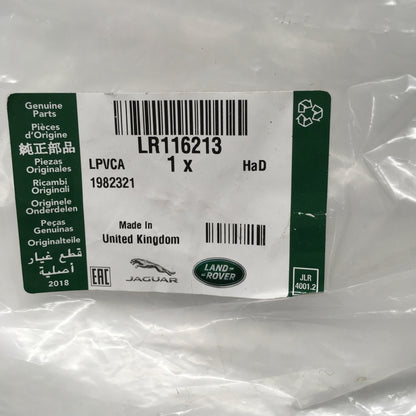 Genuine
Parts
Pièces
d'Origine
純正部品
Piezas
Originales
Ricambi
Originali
Originele
Onderdelen
Peças
Genuinas
Originalteile
قطع غيار
أصلية
2018
LR116213
1 x
LPVCA
HaD
1982321
Made In
United Kingdom
EAC
JAGUAR
LAND-
ROVER
JLR
4001.2